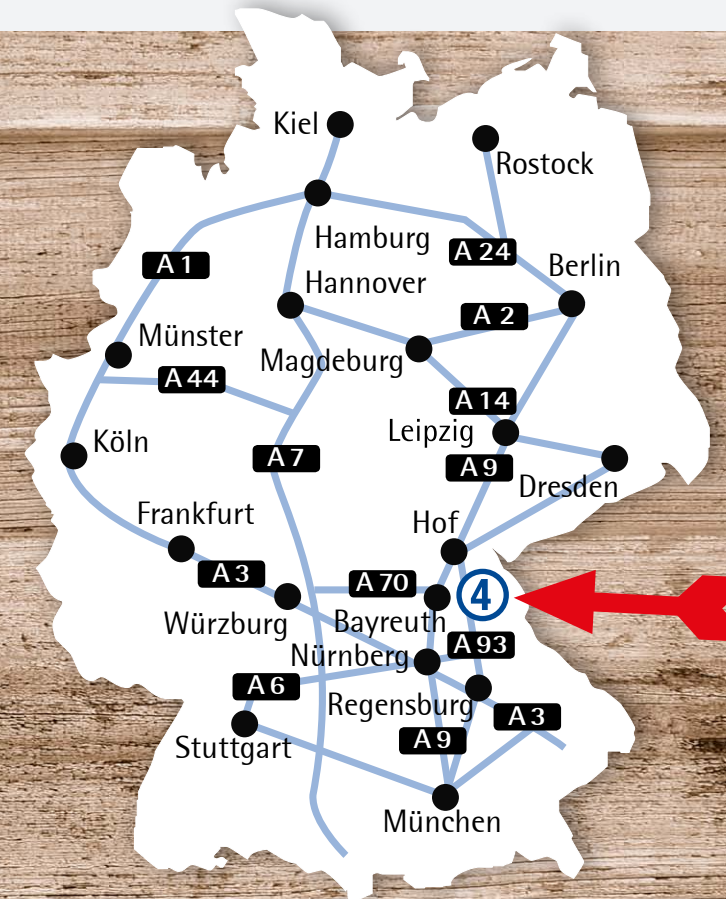 Kiel
Rostock
Hamburg
A 24
A 1
Berlin
Hannover
A 2
Münster
Magdeburg
A 44
A 14
Leipzig
Köln
A 7
A 9
Dresden
Frankfurt
Hof
A 3
A 70
4
Würzburg
Bayreuth
A 93
Nürnberg
A 6
Regensburg
A 3
Stuttgart
A 9
München